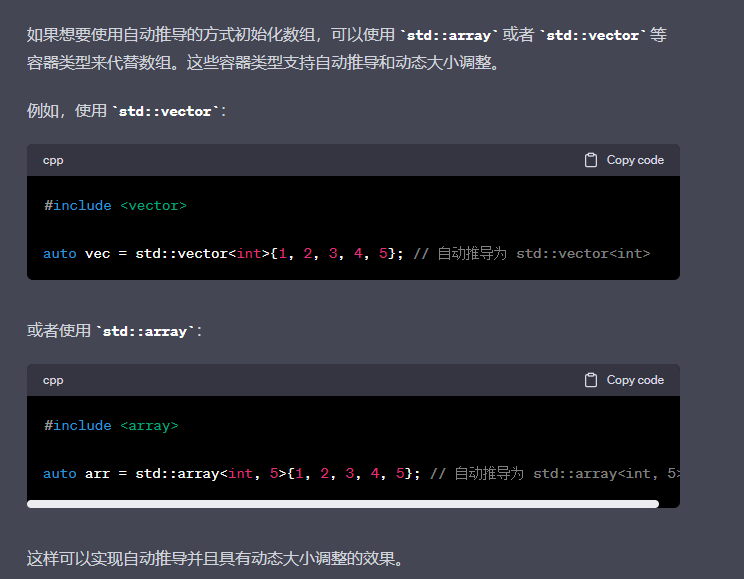 如果想要使用自动推导的方式初始化数组，可以使用 `std::array` 或者 `std::vector` 等
容器类型来代替数组。这些容器类型支持自动推导和动态大小调整。
例如，使用 `std::vector`：
cpp Copy code
#include <vector>
auto vec = std::vector<int>{1, 2, 3, 4, 5}; // 自动推导为 std::vector<int>
或者使用 `std::array`：
cpp Copy code
#include <array>
auto arr = std::array<int, 5>{1, 2, 3, 4, 5}; // 自动推导为 std::array<int, 5>
这样可以实现自动推导并且具有动态大小调整的效果。